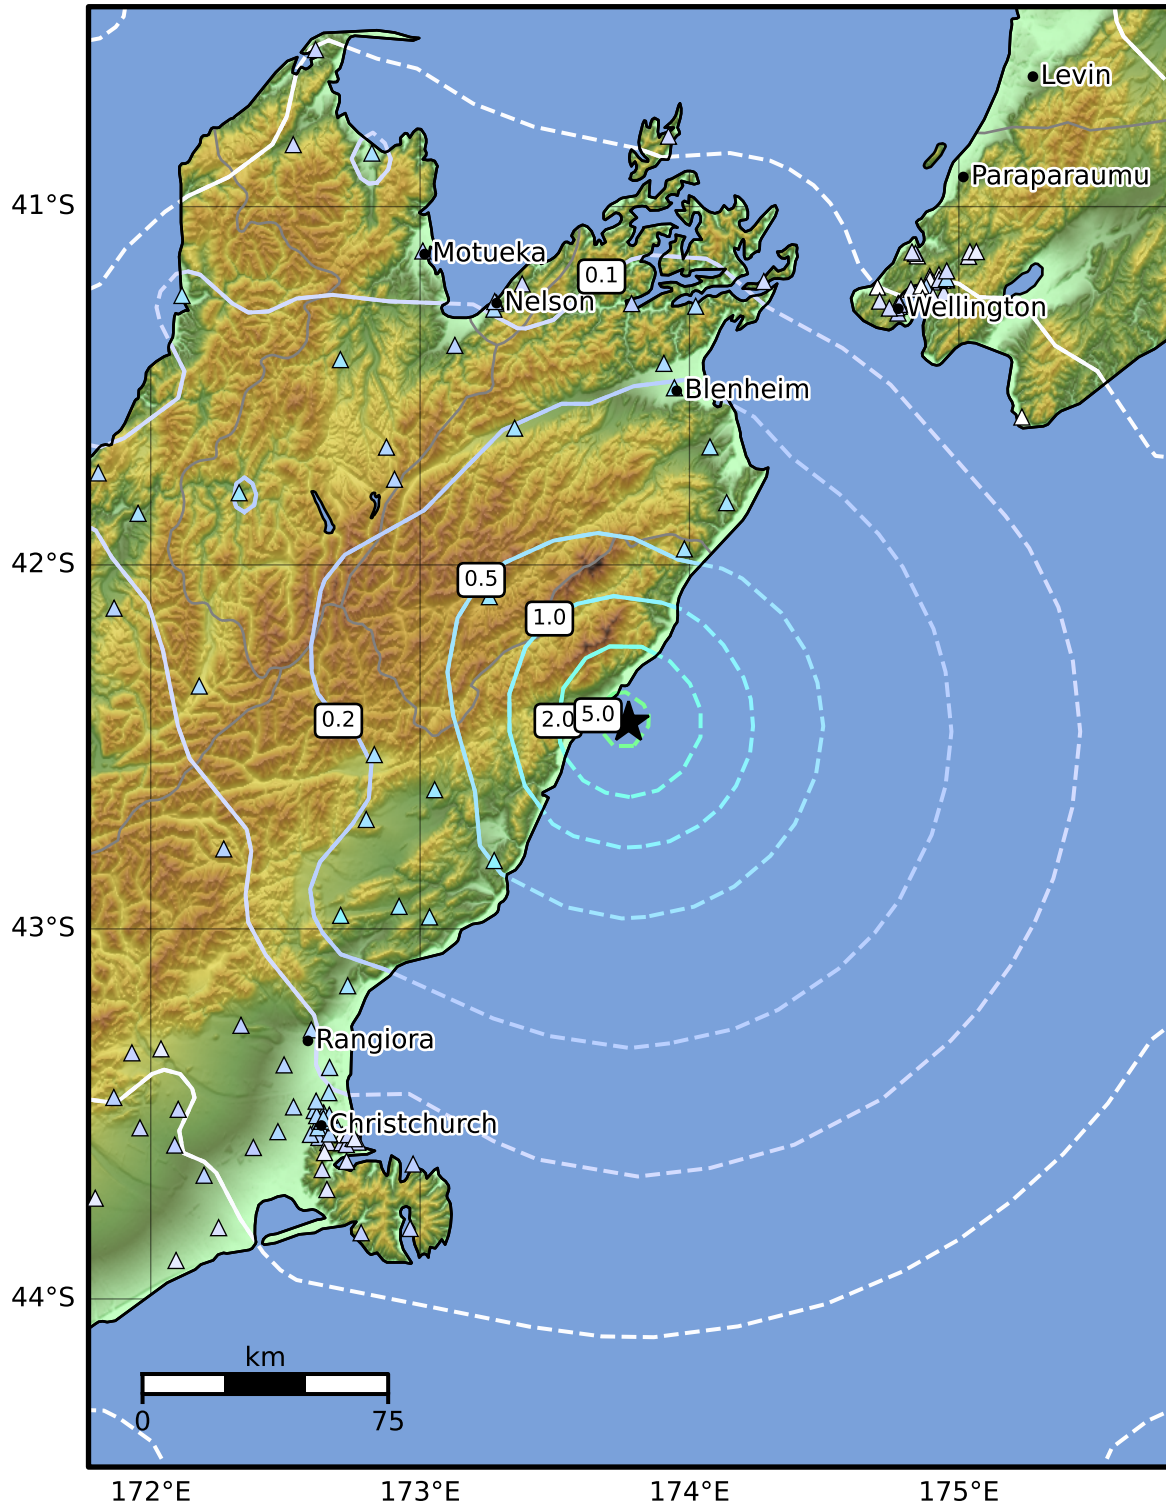 Levin
Paraparaumu
41°S
Motueka
0.1
Nelson
Wellington
Blenheim
42°S
0.5
1.0
0.2
2.0
5.0
43°S
Rangiora
Christchurch
44°S
km
0
75
172°E
173°E
174°E
175°E